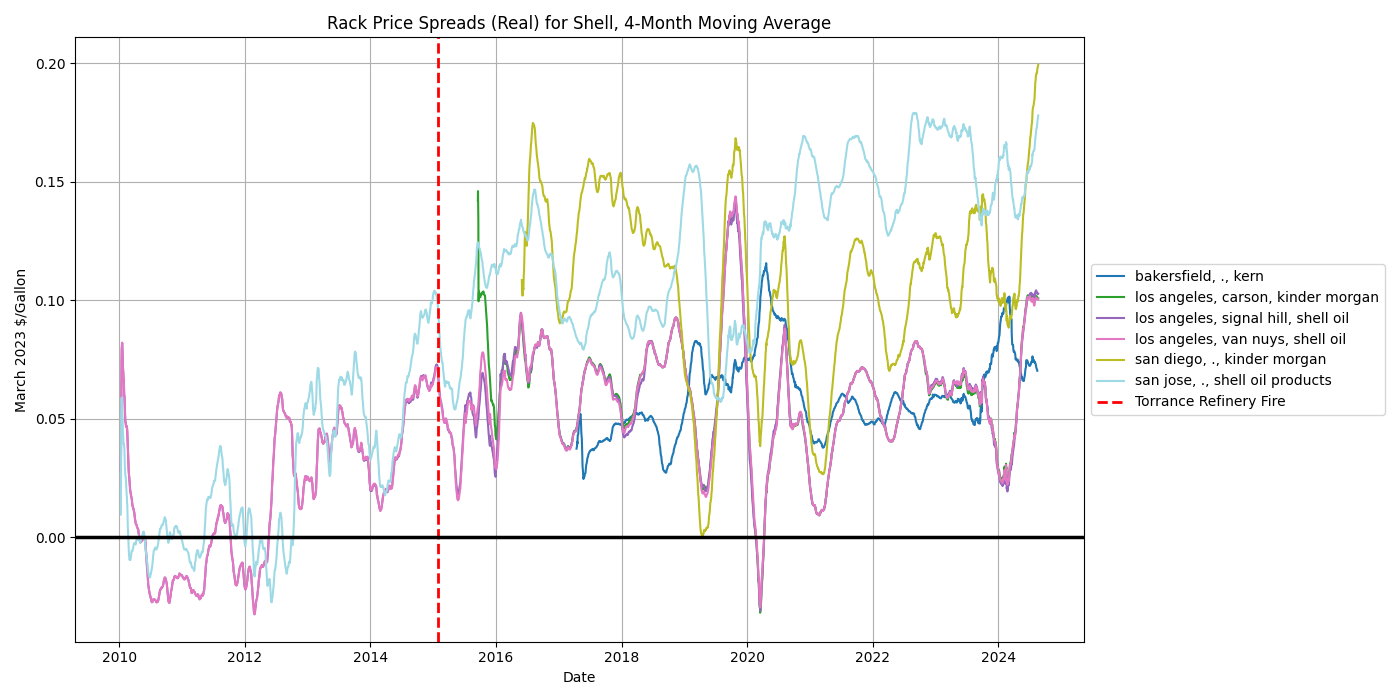 Rack Price Spreads (Real) for Shell, 4-Month Moving Average
March 2023 $/Gallon
0.20
0.15
0.10
0.05
0.00
2010 2012 2014 2016 2018 2020 2022 2024
Date
bakersfield, ., kern
los angeles, carson, kinder morgan
los angeles, signal hill, shell oil
los angeles, van nuys, shell oil
san diego, ., kinder morgan
san jose, ., shell oil products
Torrance Refinery Fire